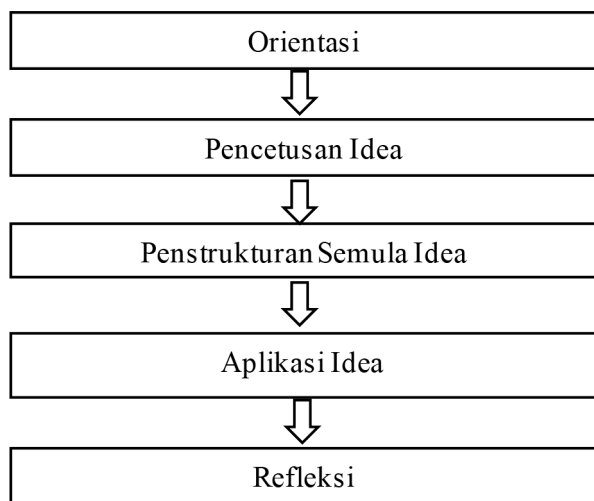 Orientasi
Pencetusan Idea
Penstrukturan Semula Idea
Aplikasi Idea
Refleksi